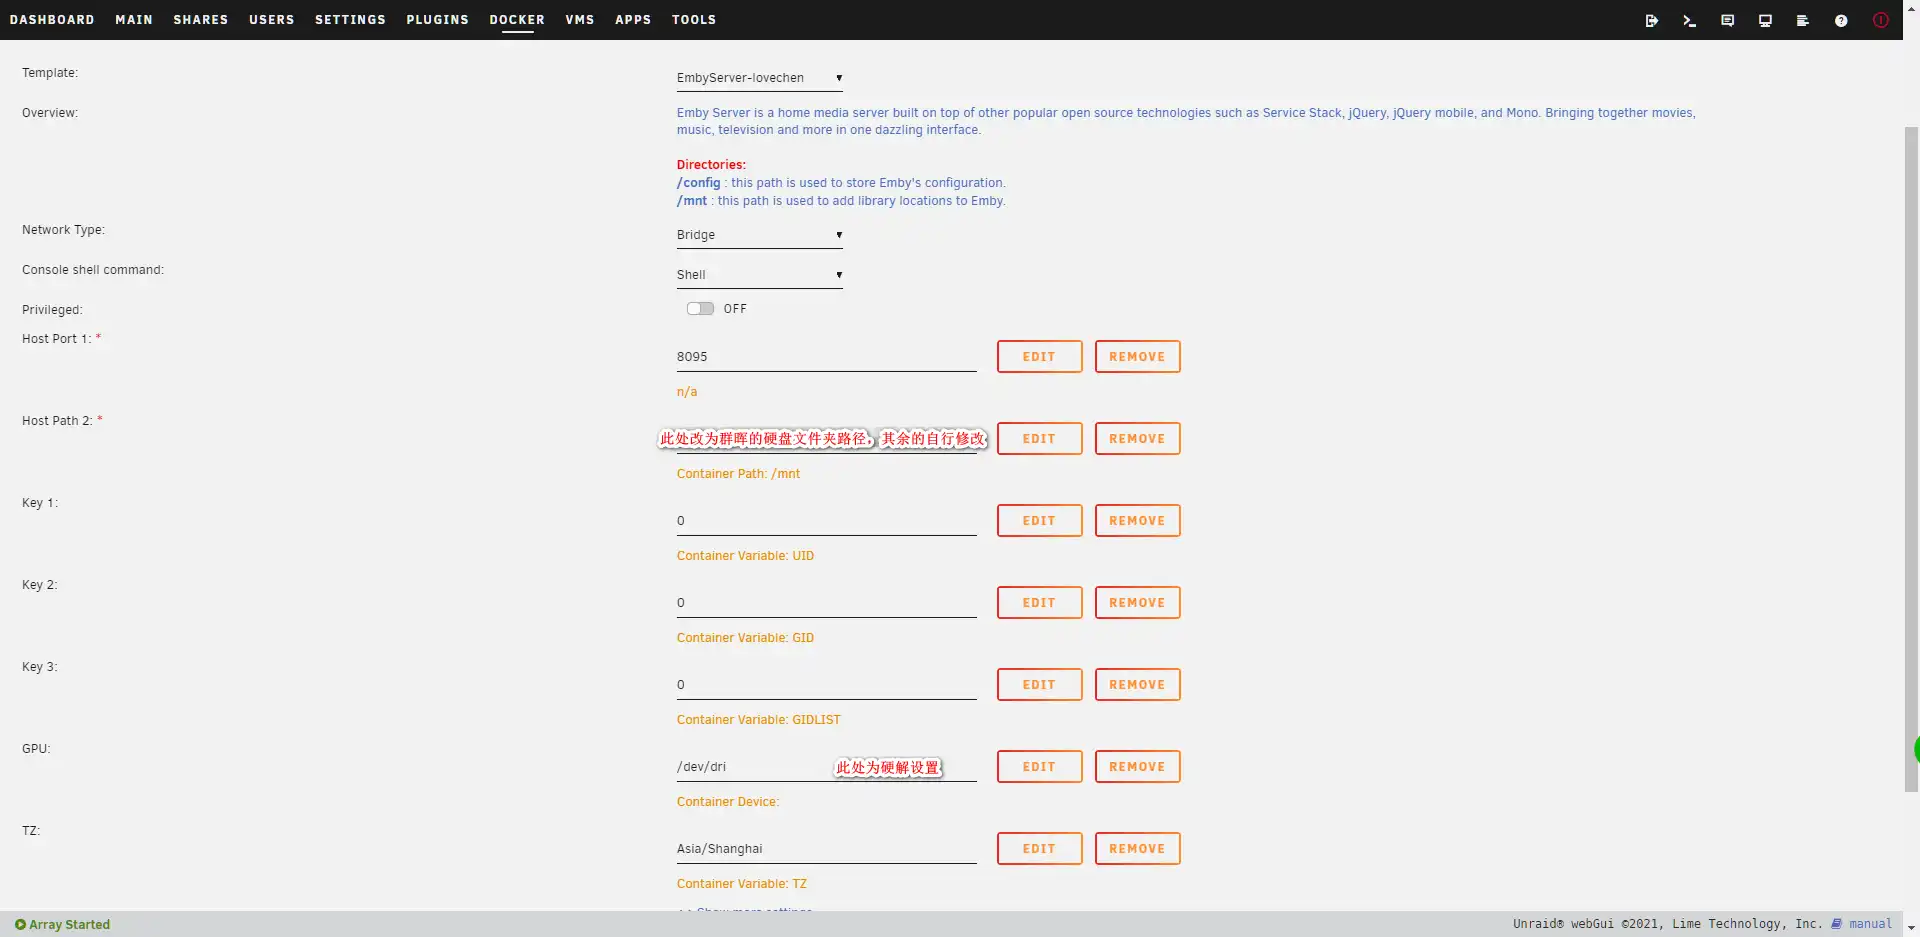 DASHBOARD MAIN SHARES USERS SETTINGS PLUGINS DOCKER VMS APPS TOOLS
Template:
EmbyServer-lovechen
Overview:
Emby Server is a home media server built on top of other popular open source technologies such as Service Stack, jQuery, jQuery mobile, and Mono. Bringing together movies,
music, television and more in one dazzling interface.
Directories:
/config : this path is used to store Emby's configuration.
/mnt : this path is used to add library locations to Emby.
Network Type:
Bridge
Console shell command:
Shell
Privileged:
OFF
Host Port 1: *
8095 EDIT REMOVE
n/a
Host Path 2: *
此处改为群晖的硬盘文件夹路径，其余的自行修改 EDIT REMOVE
Container Path: /mnt
Key 1:
0 EDIT REMOVE
Container Variable: UID
Key 2:
0 EDIT REMOVE
Container Variable: GID
Key 3:
0 EDIT REMOVE
Container Variable: GIDLIST
GPU:
/dev/dri 此处为硬解设置 EDIT REMOVE
Container Device:
TZ:
Asia/Shanghai EDIT REMOVE
Container Variable: TZ
Show more settings
Array Started
Unraid® webGui ©2021, Lime Technology, Inc. manual